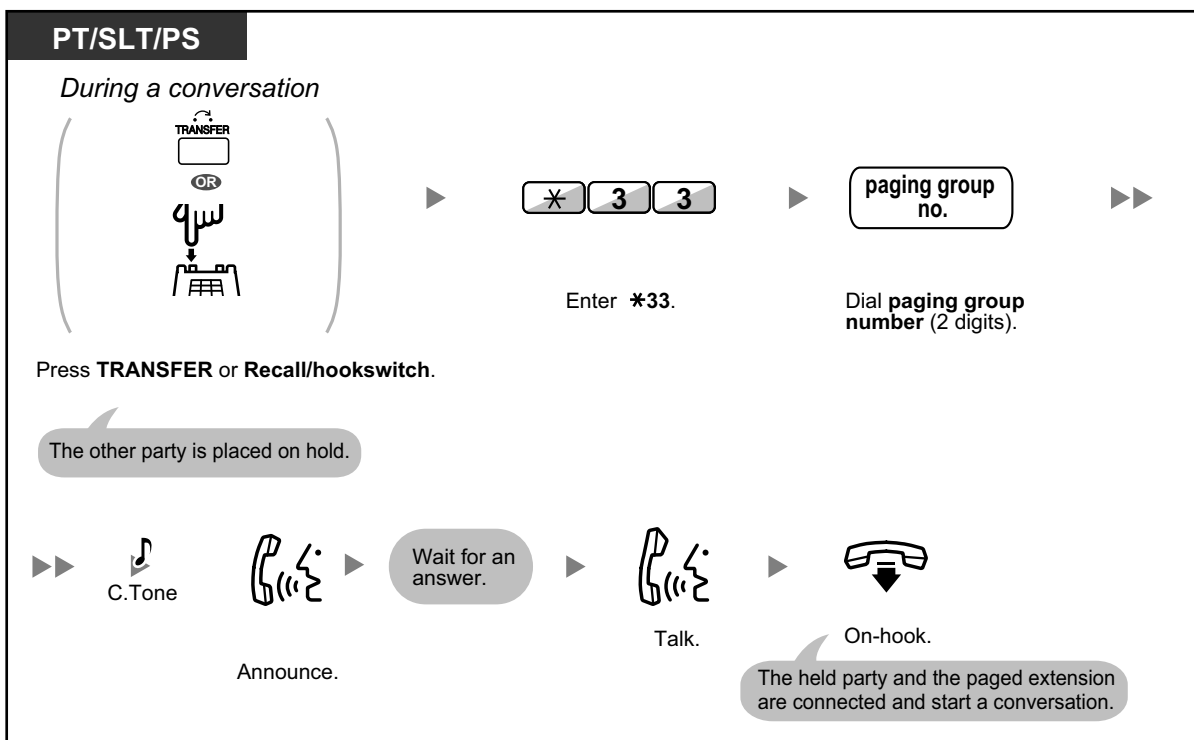 PT/SLT/PS
During a conversation
TRANSFER
OR
✳ 3 3
paging group
no.
Enter ✳33.
Dial paging group
number (2 digits).
Press TRANSFER or Recall/hookswitch.
The other party is placed on hold.
C.Tone
Announce.
Wait for an
answer.
Talk.
On-hook.
The held party and the paged extension
are connected and start a conversation.